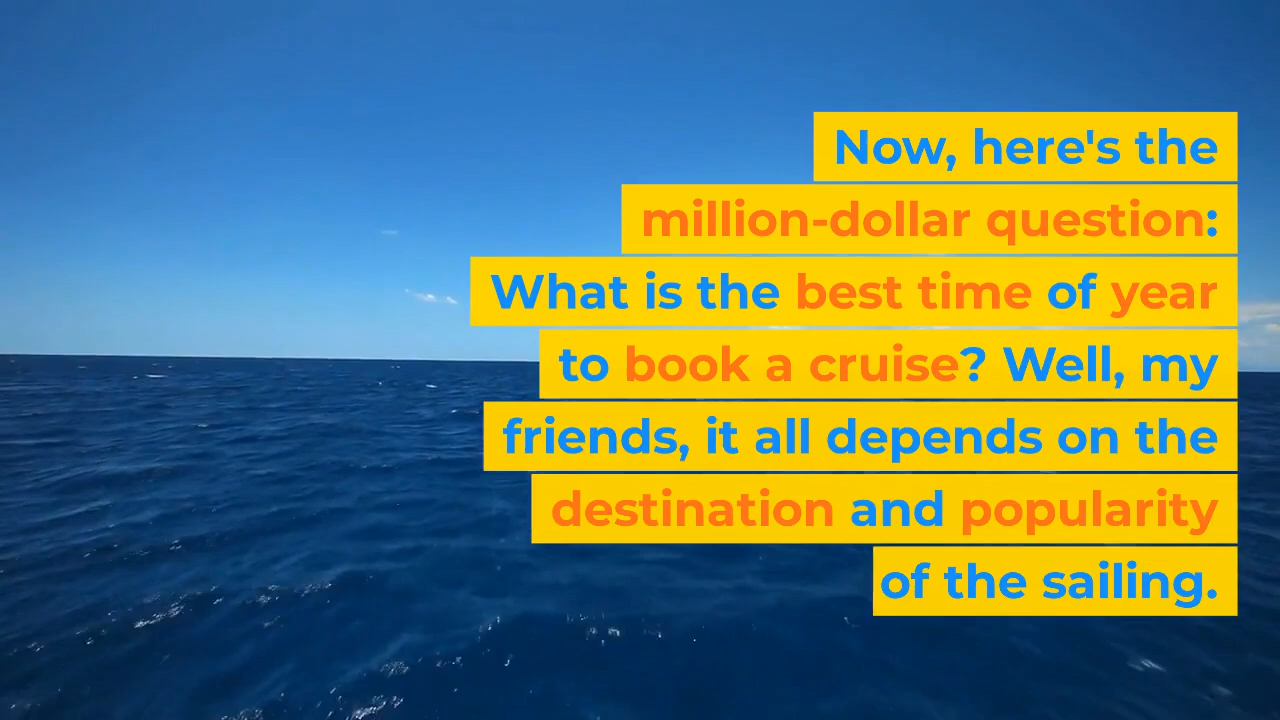 Now, here's the
million-dollar question:
What is the best time of year
to book a cruise? Well, my
friends, it all depends on the
destination and popularity
of the sailing.